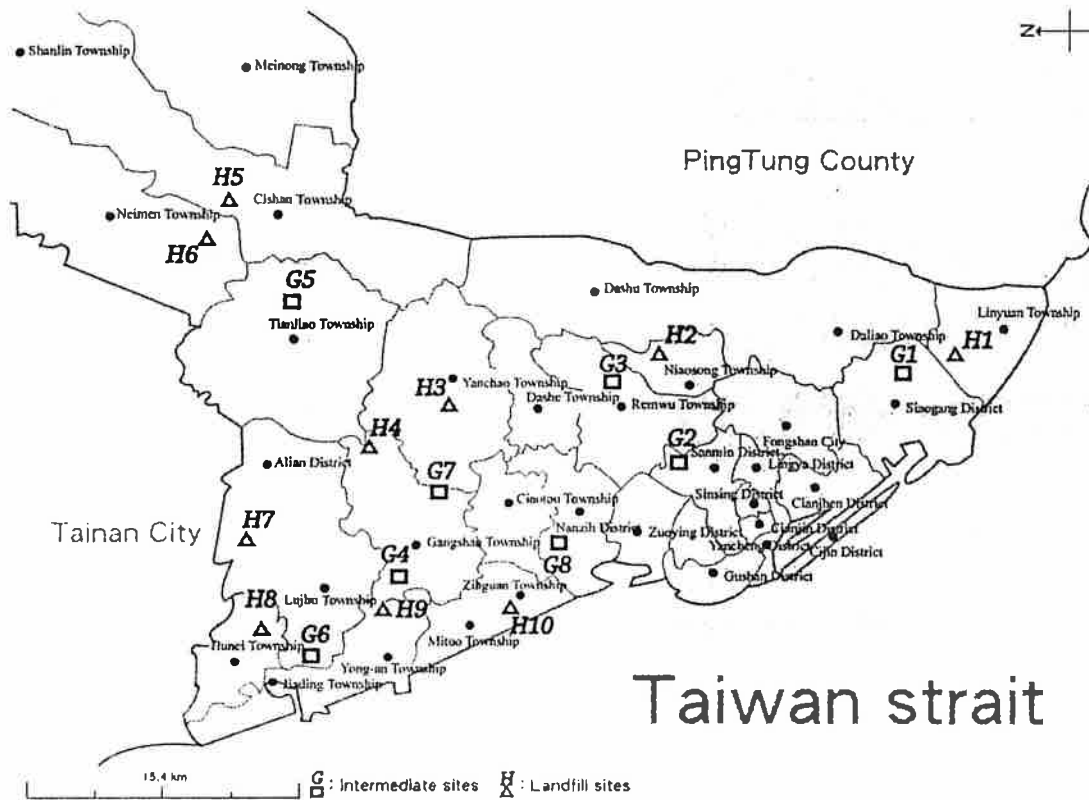 Shanlin Township
Meinong Township
N
PingTung County
H5
Cishan Township
Neimen Township
H6
G5
Tianliao Township
Dashu Township
Linyuan Township
Daliao Township
H2
H1
G1
G3
Niaosong Township
H3
Yanchao Township
Dashe Township
Renwu Township
Siaogang District
H4
Fongshan City
G2
Sanmin District
Lingya District
Alian District
G7
Sinsing District
Cianjhen District
Ciaotou Township
Tainan City
H7
Nanzih District
Zuoying District
Cianjin District
Yancheng District
Cijin District
Gangshan Township
G4
G8
Gushan District
Zihguan Township
H8
Lujhu Township
H9
H10
G6
Mituo Township
Hunei Township
Yong-an Township
Jiading Township
Taiwan strait
15.4 km
G : Intermediate sites
H : Landfill sites